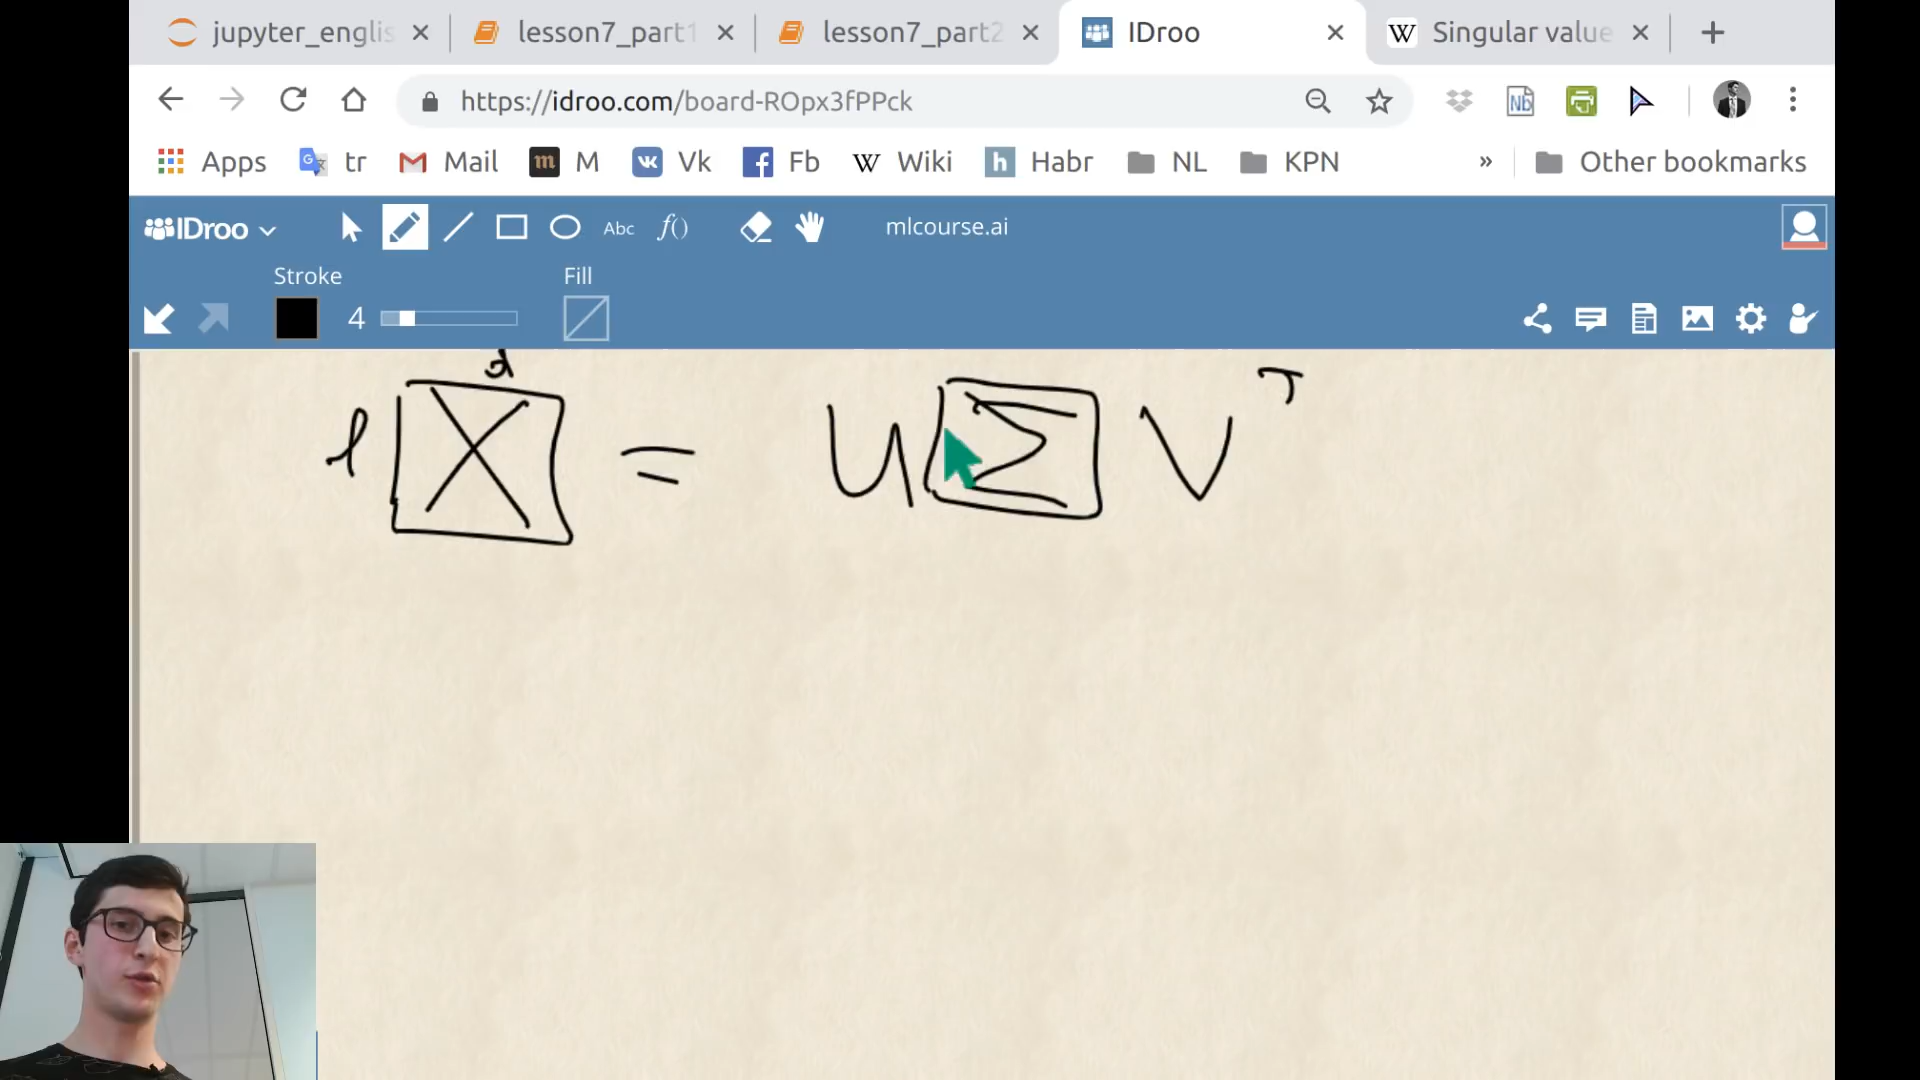 jupyter_englis
lesson7_part1
lesson7_part2
IDroo
W Singular value
https://idroo.com/board-ROpx3fPPck
Nb
Apps
tr
Mail
m M
Vk
Fb
W Wiki
h Habr
NL
KPN
»
Other bookmarks
IDroo
Abc
f()
mlcourse.ai
Stroke
Fill
4
d
l X = U Σ V^T